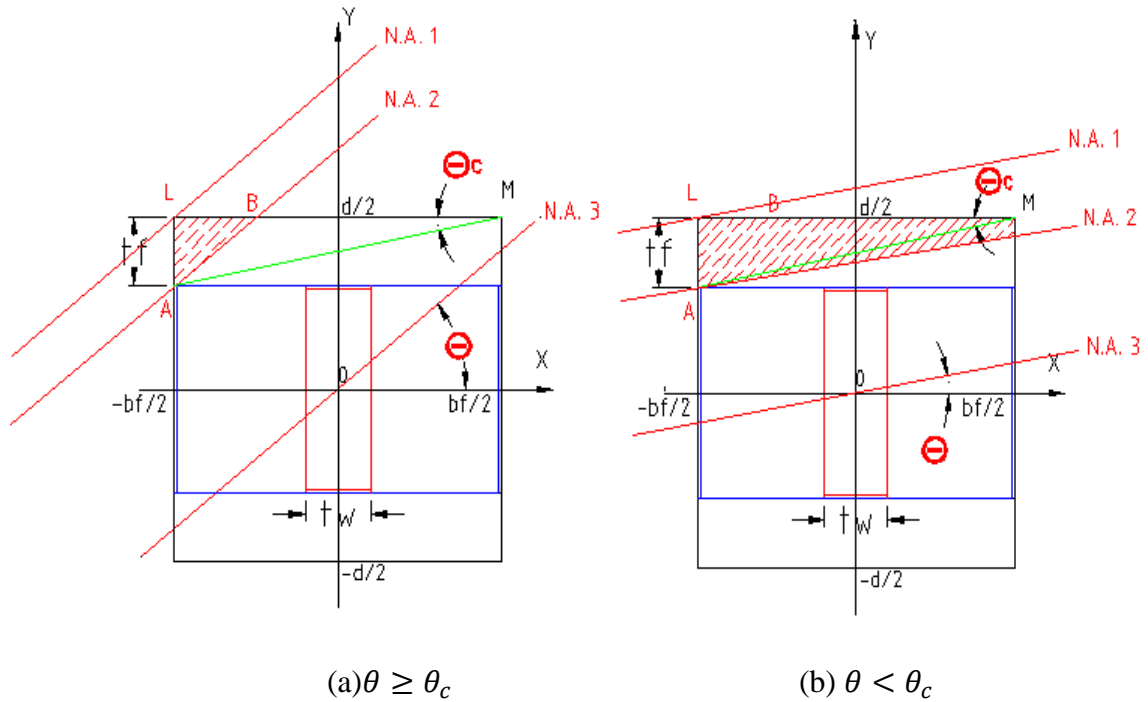 Y
N.A. 1
N.A. 2
Θc
L
B
d/2
M
N.A. 3
tf
A
Θ
X
0
-bf/2
bf/2
tw
-d/2
(a)θ ≥ θc
Y
N.A. 1
Θc
L
B
d/2
M
N.A. 2
tf
A
N.A. 3
0
X
-bf/2
bf/2
Θ
tw
-d/2
(b) θ < θc